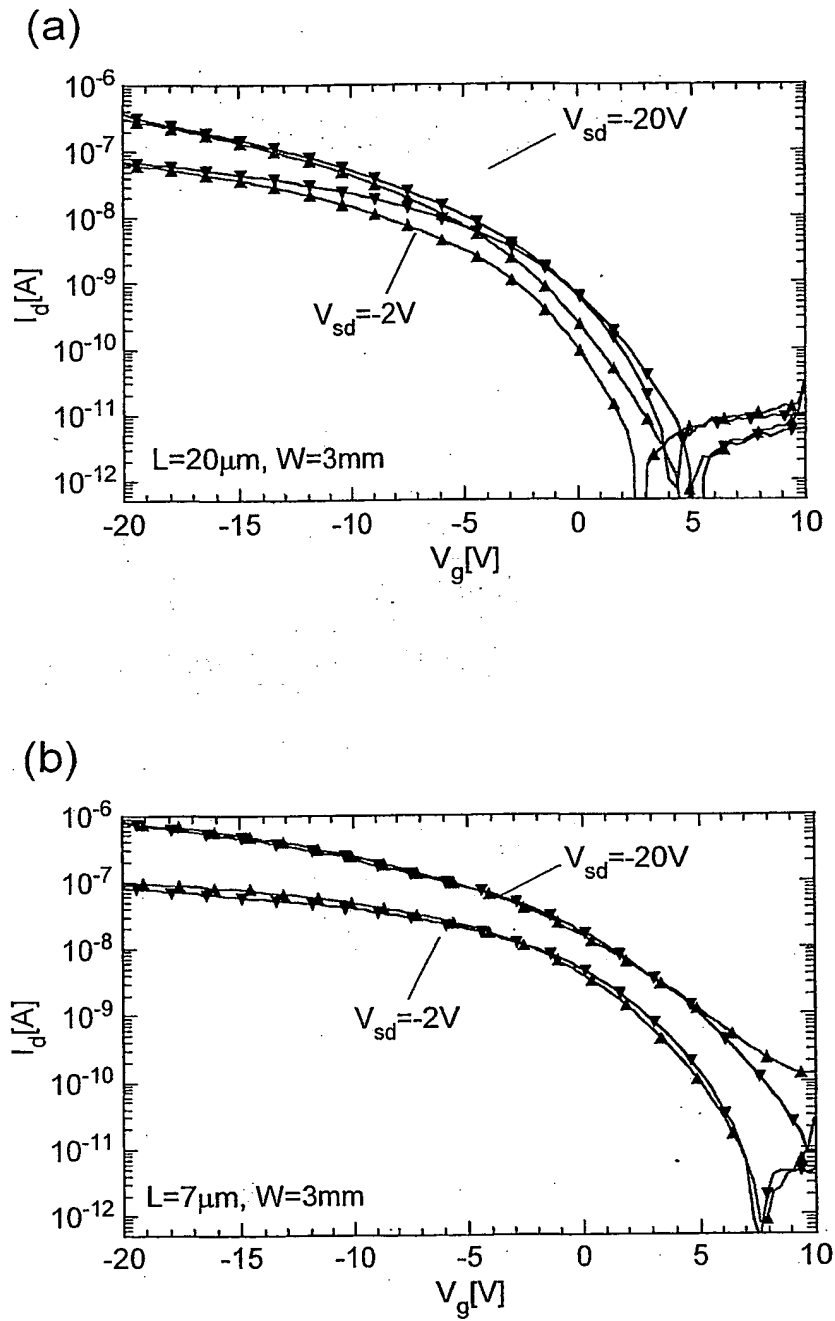 (a)
10^-6
10^-7
10^-8
10^-9
10^-10
10^-11
10^-12
I_d[A]
V_sd=-20V
V_sd=-2V
L=20μm, W=3mm
-20 -15 -10 -5 0 5 10
V_g[V]
(b)
10^-6
10^-7
10^-8
10^-9
10^-10
10^-11
10^-12
I_d[A]
V_sd=-20V
V_sd=-2V
L=7μm, W=3mm
-20 -15 -10 -5 0 5 10
V_g[V]